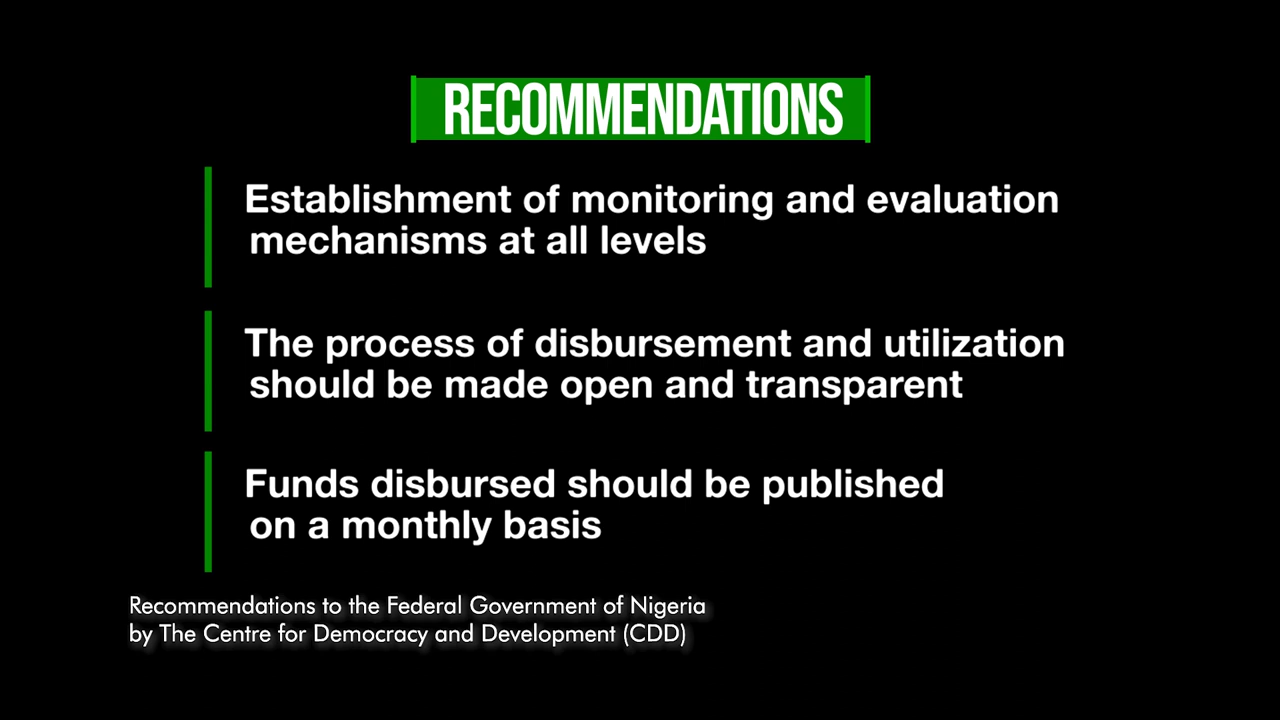 RECOMMENDATIONS
Establishment of monitoring and evaluation
mechanisms at all levels
The process of disbursement and utilization
should be made open and transparent
Funds disbursed should be published
on a monthly basis
Recommendations to the Federal Government of Nigeria
by The Centre for Democracy and Development (CDD)